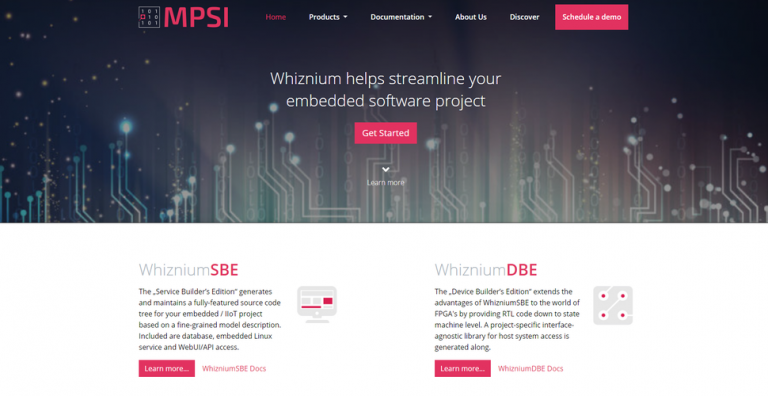 101
010
101
MPSI
Home
Products
Documentation
About Us
Discover
Schedule a demo
Whiznium helps streamline your
embedded software project
Get Started
Learn more
WhizniumSBE
The „Service Builder's Edition“ generates
and maintains a fully-featured source code
tree for your embedded / IIoT project
based on a fine-grained model description.
Included are database, embedded Linux
service and WebUI/API access.
Learn more...
WhizniumSBE Docs
WhizniumDBE
The „Device Builder's Edition“ extends the
advantages of WhizniumSBE to the world of
FPGA's by providing RTL code down to state
machine level. A project-specific interface-
agnostic library for host system access is
generated along.
Learn more...
WhizniumDBE Docs